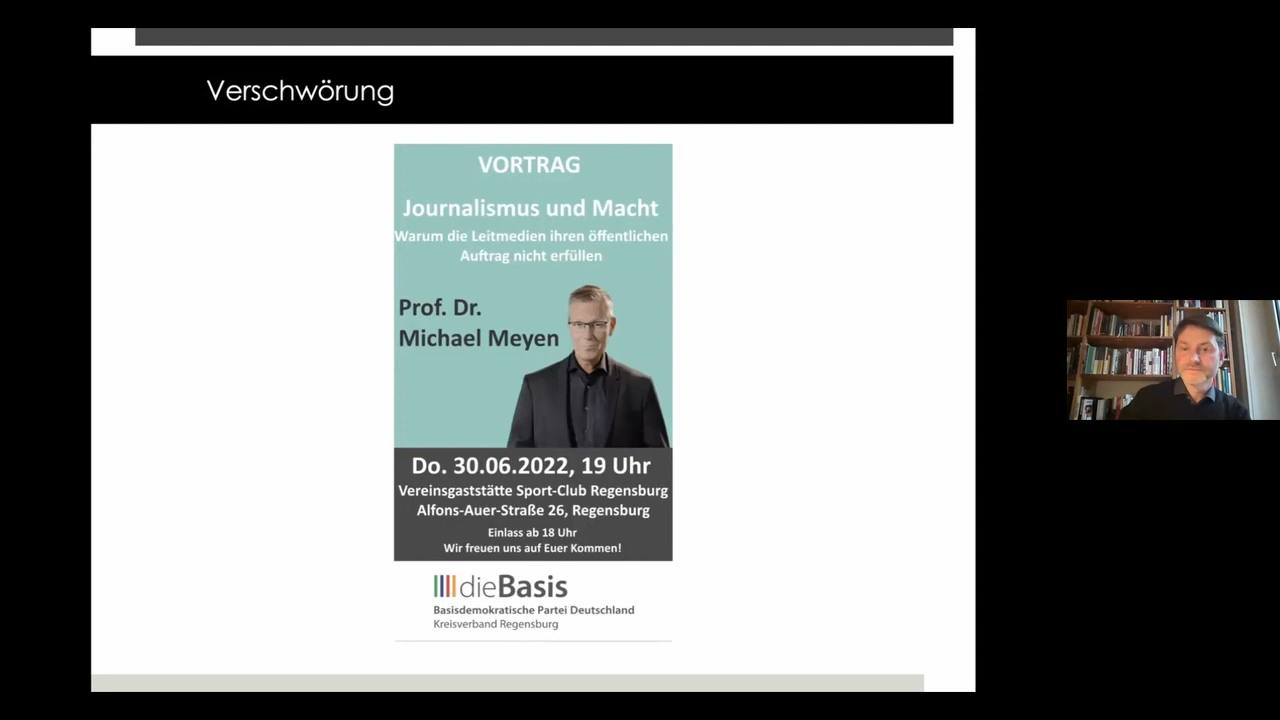 Verschwörung
VORTRAG
Journalismus und Macht
Warum die Leitmedien ihren öffentlichen
Auftrag nicht erfüllen
Prof. Dr.
Michael Meyen
Do. 30.06.2022, 19 Uhr
Vereinsgaststätte Sport-Club Regensburg
Alfons-Auer-Straße 26, Regensburg
Einlass ab 18 Uhr
Wir freuen uns auf Euer Kommen!
dieBasis
Basisdemokratische Partei Deutschland
Kreisverband Regensburg